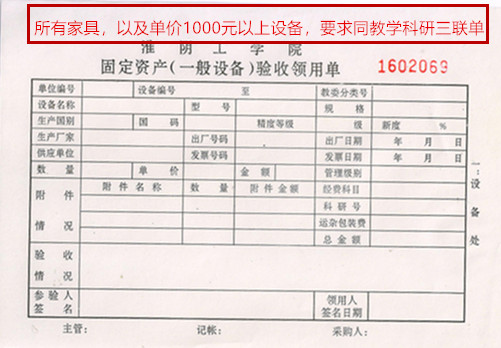 所有家具，以及单价1000元以上设备，要求同教学科研三联单
淮阴工学院
固定资产(一般设备)验收领用单
1602069
单位编号 设备编号 至 教委分类号
设备名称 型号 规格
生产国别 国码 精度等级 级 新度 %
生产厂家 出厂号码 出厂日期 年 月 日
供应单位 发票号码 发票日期 年 月 日
数量 单价 金额 管理级别
附件情况 附件名称 数量 附件金额 经费科目
科研号
运杂包装费
总金额
验收情况
参验人签名 领用人签名日期
主管： 记帐： 采购人：
一：设备处